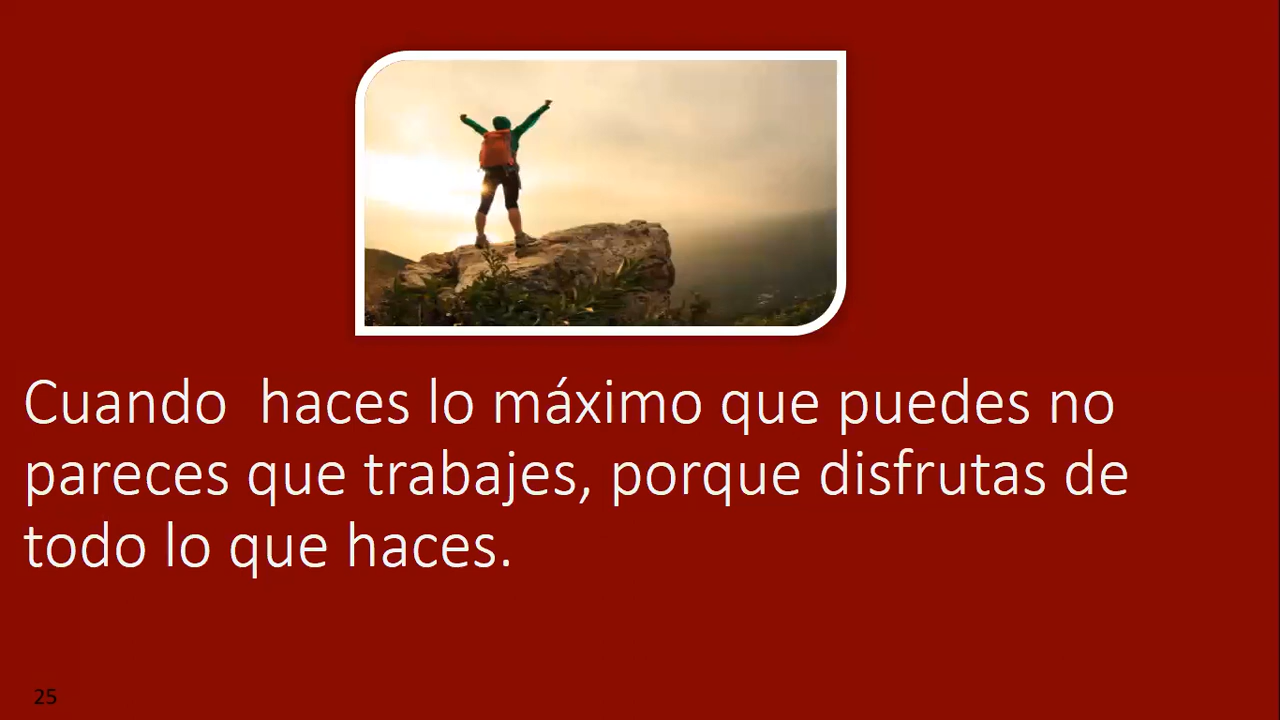 Cuando  haces lo máximo que puedes no
pareces que trabajes, porque disfrutas de
todo lo que haces.
25